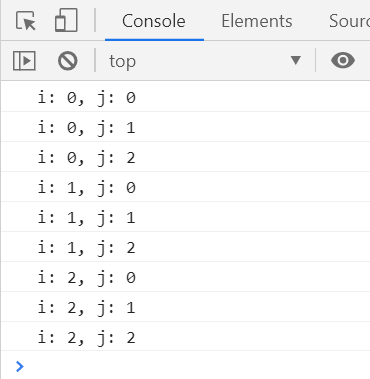 Console Elements Sour
top
i: 0, j: 0
i: 0, j: 1
i: 0, j: 2
i: 1, j: 0
i: 1, j: 1
i: 1, j: 2
i: 2, j: 0
i: 2, j: 1
i: 2, j: 2